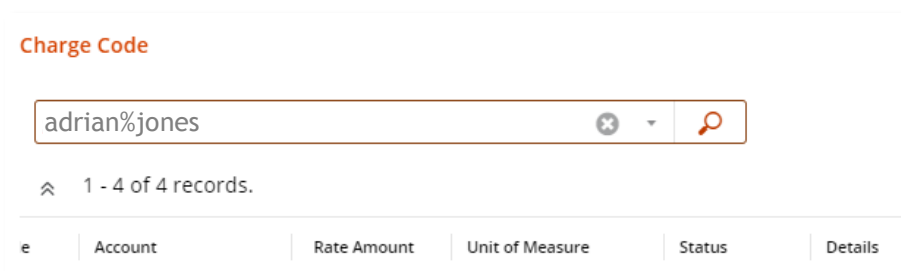 Charge Code
adrian%jones
1 - 4 of 4 records.
e Account Rate Amount Unit of Measure Status Details